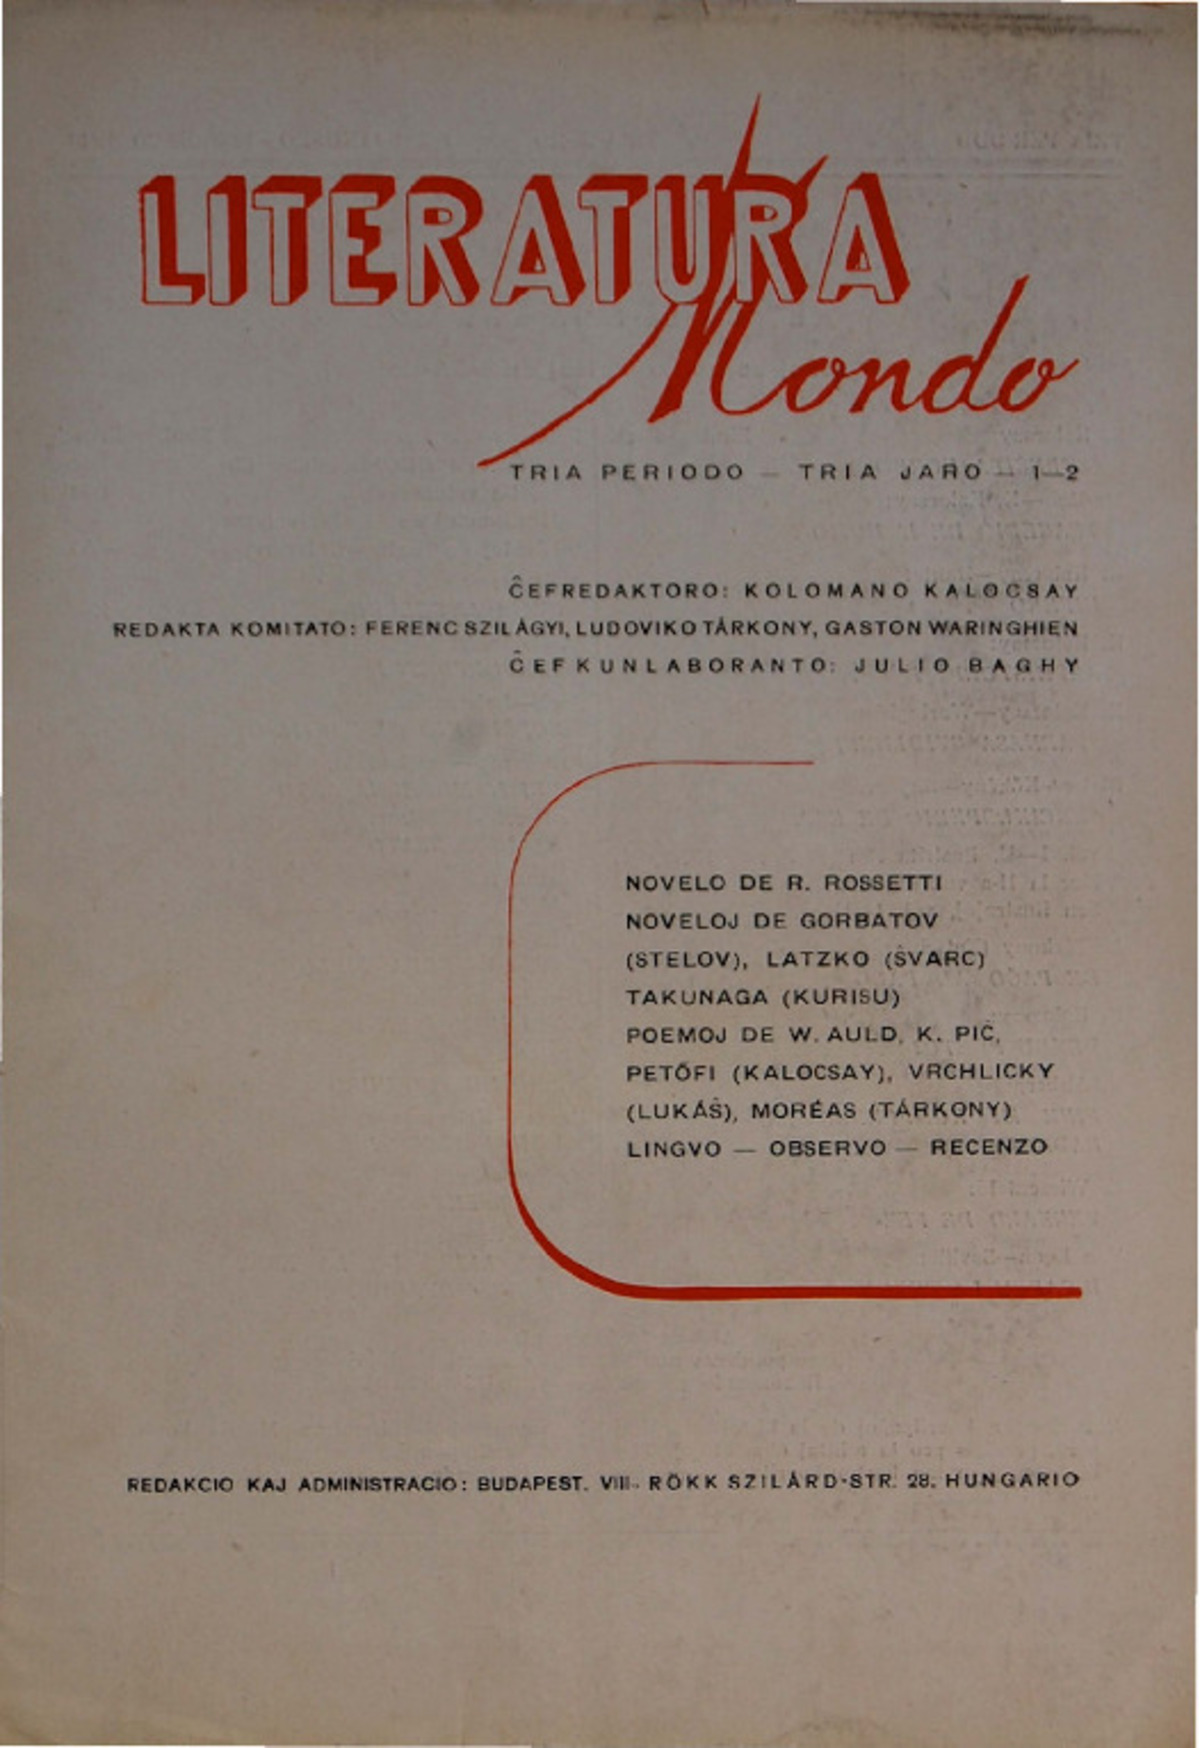 LITERATURA
Mondo
TRIA PERIODO — TRIA JARO — 1—2
ĈEFREDAKTORO: KOLOMANO KALOCSAY
REDAKTA KOMITATO: FERENC SZILÁGYI, LUDOVIKO TÁRKONY, GASTON WARINGHIEN
ĈEFKUNLABORANTO: JULIO BAGHY
NOVELO DE R. ROSSETTI
NOVELOJ DE GORBATOV
(STELOV), LATZKO (ŜVARC)
TAKUNAGA (KURISU)
POEMOJ DE W. AULD, K. PIĈ,
PETŐFI (KALOCSAY), VRCHLICKY
(LUKÁŜ), MORÉAS (TÁRKONY)
LINGVO — OBSERVO — RECENZO
REDAKCIO KAJ ADMINISTRACIO: BUDAPEST. VIII. RÖKK SZILÁRD-STR. 28. HUNGARIO